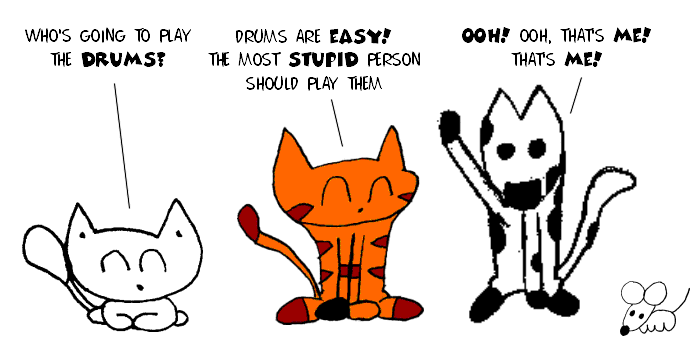 WHO'S GOING TO PLAY
THE DRUMS?
DRUMS ARE EASY!
THE MOST STUPID PERSON
SHOULD PLAY THEM
OOH! OOH, THAT'S ME!
THAT'S ME!